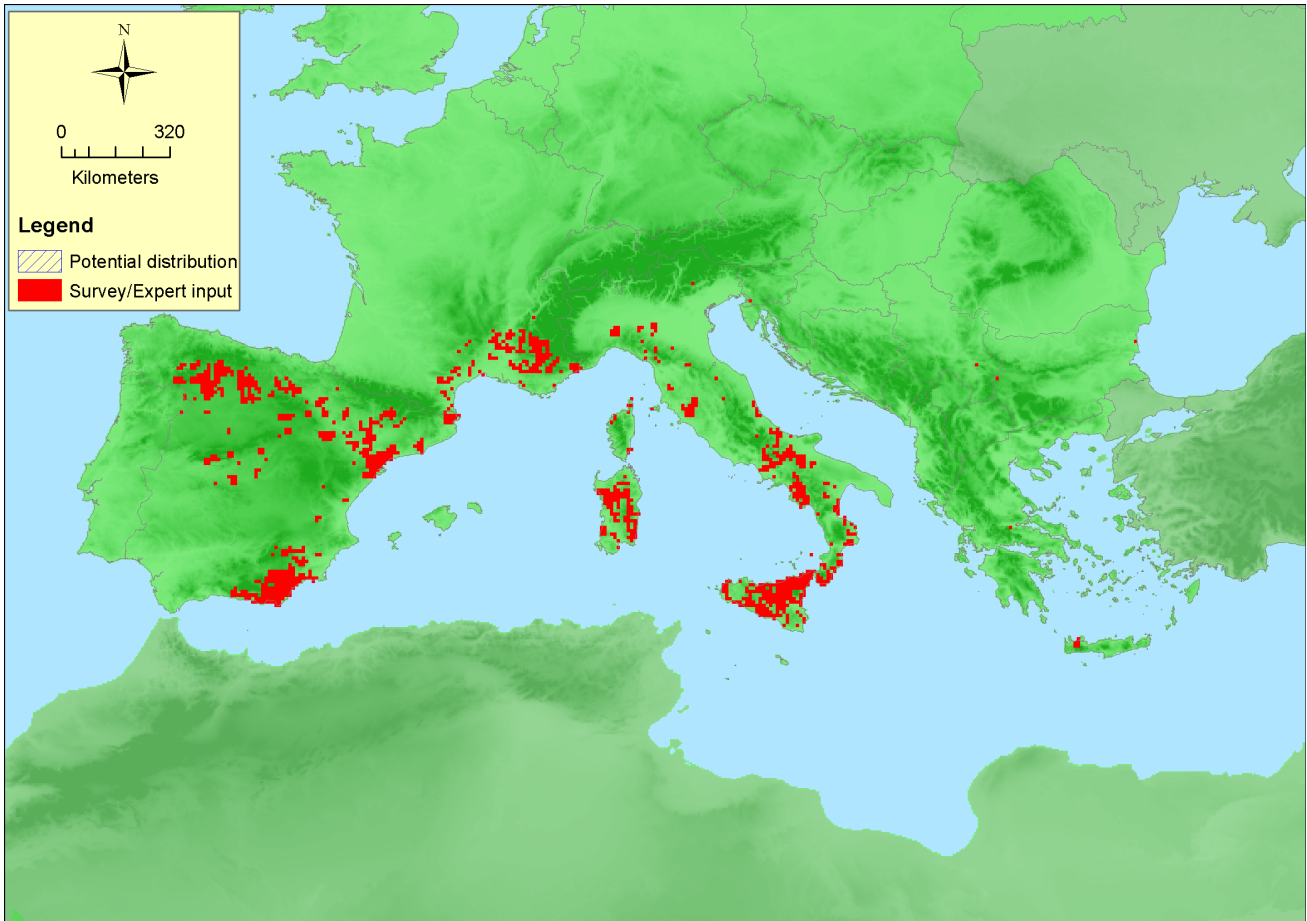 N
0 320
Kilometers
Legend
Potential distribution
Survey/Expert input